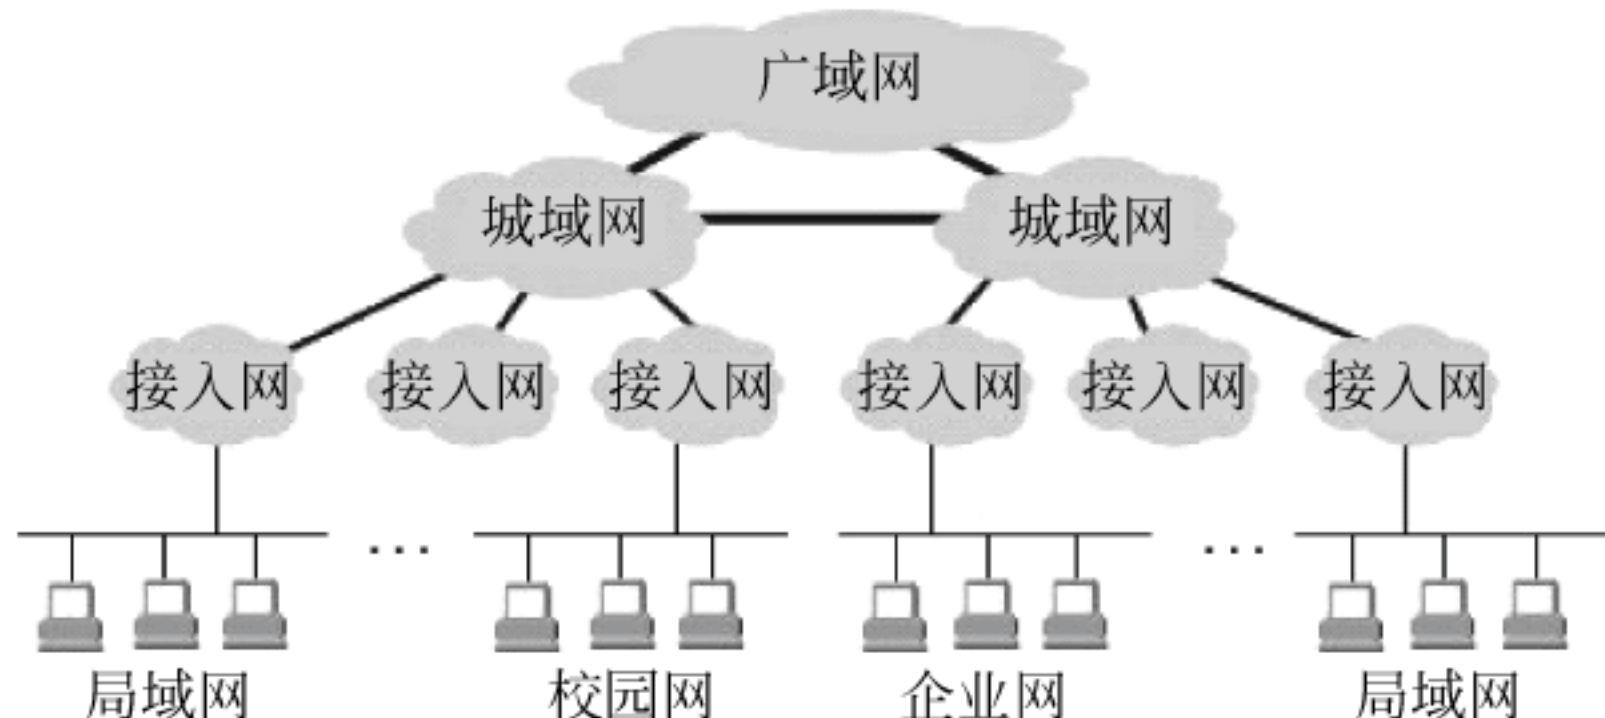 广域网
城域网 城域网
接入网 接入网 接入网 接入网 接入网 接入网
... ...
局域网 校园网 企业网 局域网